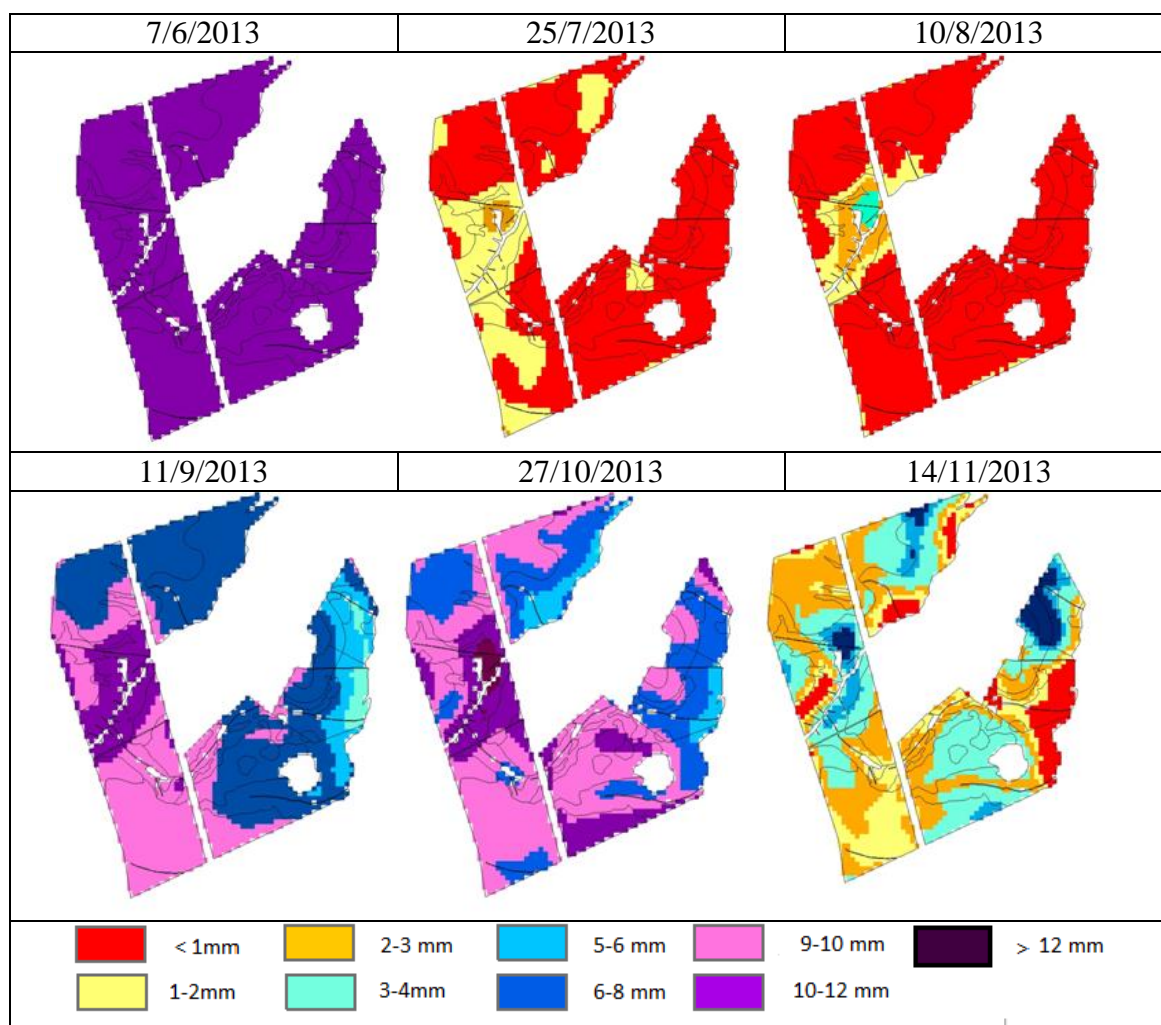 7/6/2013
25/7/2013
10/8/2013
11/9/2013
27/10/2013
14/11/2013
< 1mm
2-3 mm
5-6 mm
9-10 mm
> 12 mm
1-2mm
3-4mm
6-8 mm
10-12 mm